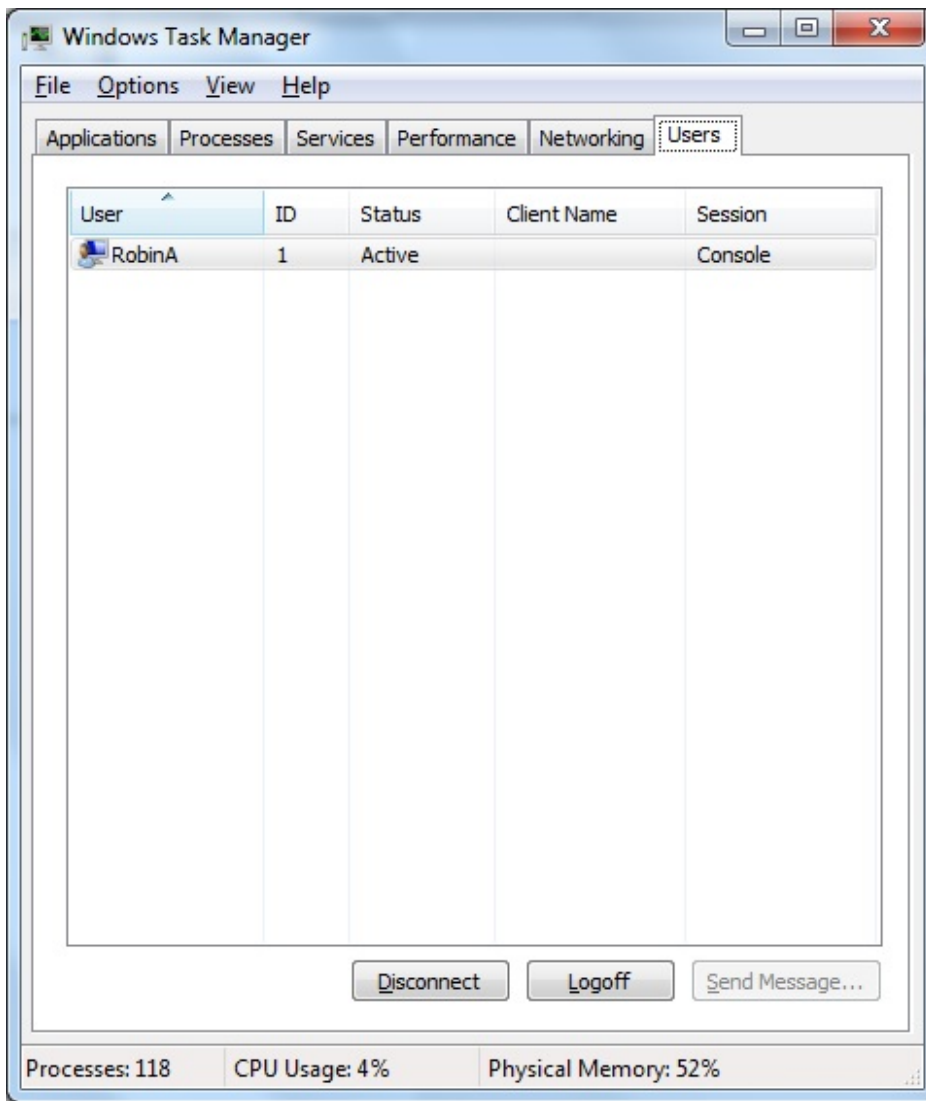 Windows Task Manager
File Options View Help
Applications Processes Services Performance Networking Users
User ID Status Client Name Session
RobinA 1 Active Console
Disconnect Logoff Send Message...
Processes: 118 CPU Usage: 4% Physical Memory: 52%